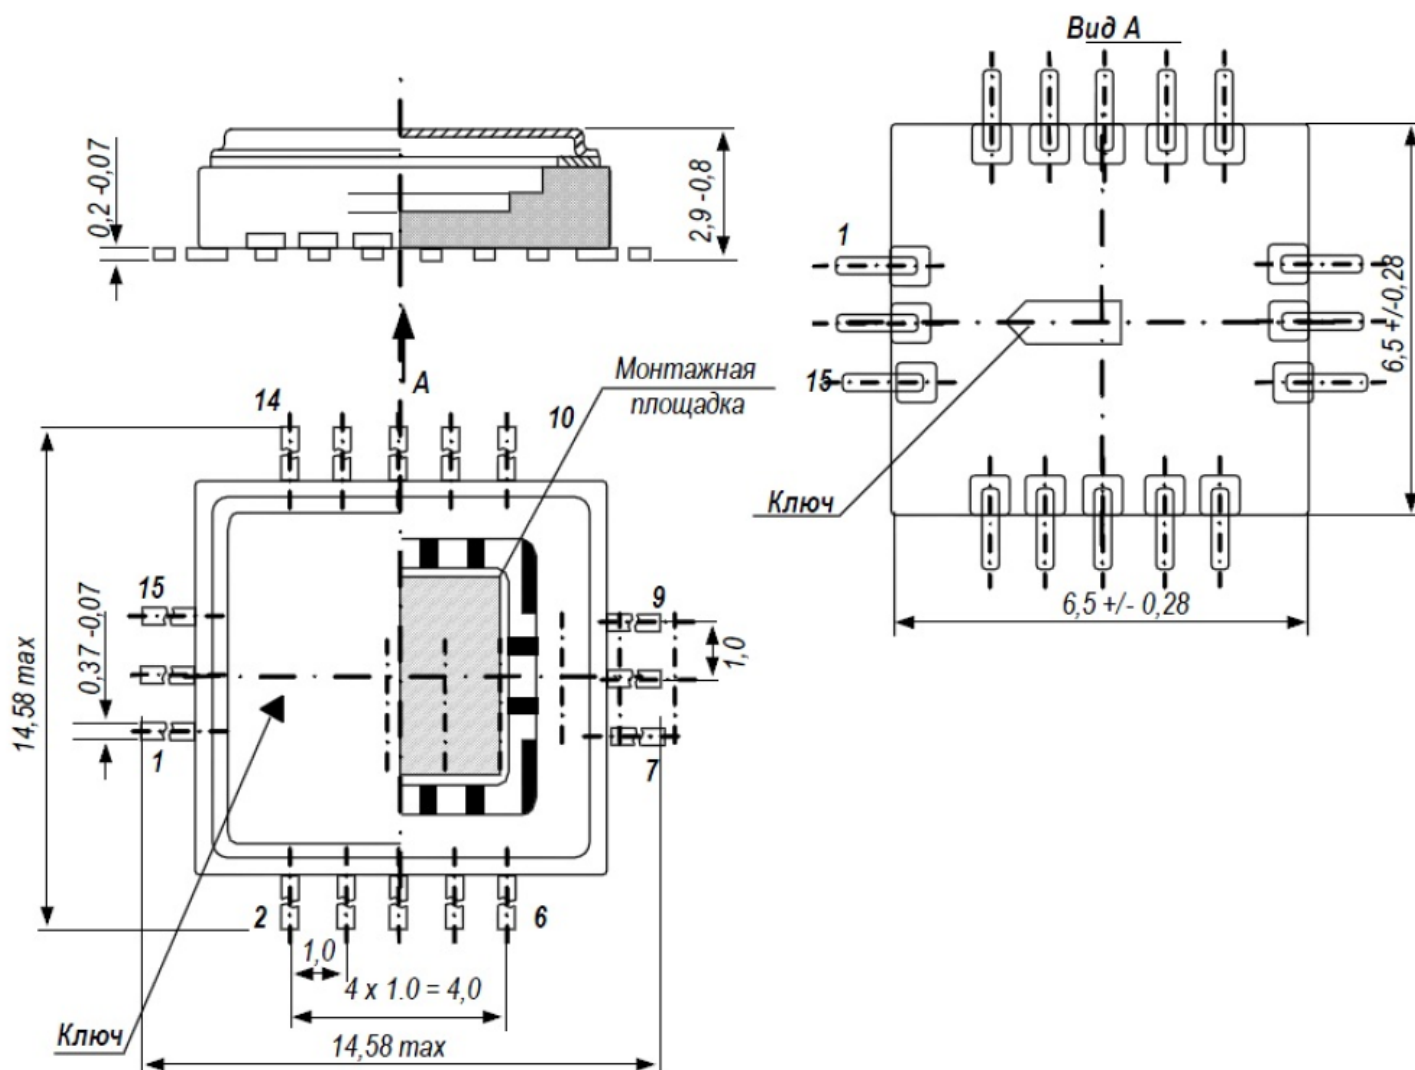 Вид А
0,2 -0,07
2,9 -0,8
1
15
6,5 +/-0,28
Ключ
6,5 +/- 0,28
А
Монтажная
площадка
14
10
15
9
0,37 -0,07
1,0
14,58 max
1
7
2
6
1,0
4 x 1.0 = 4,0
Ключ
14,58 max